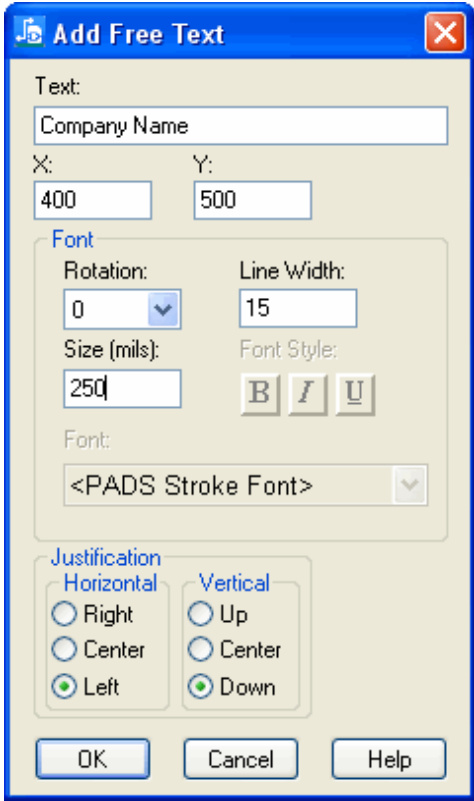 Add Free Text
Text:
Company Name
X: Y:
400 500
Font
Rotation: Line Width:
0 15
Size (mils): Font Style:
250 B I U
Font:
<PADS Stroke Font>
Justification
Horizontal Vertical
Right Up
Center Center
Left Down
OK Cancel Help